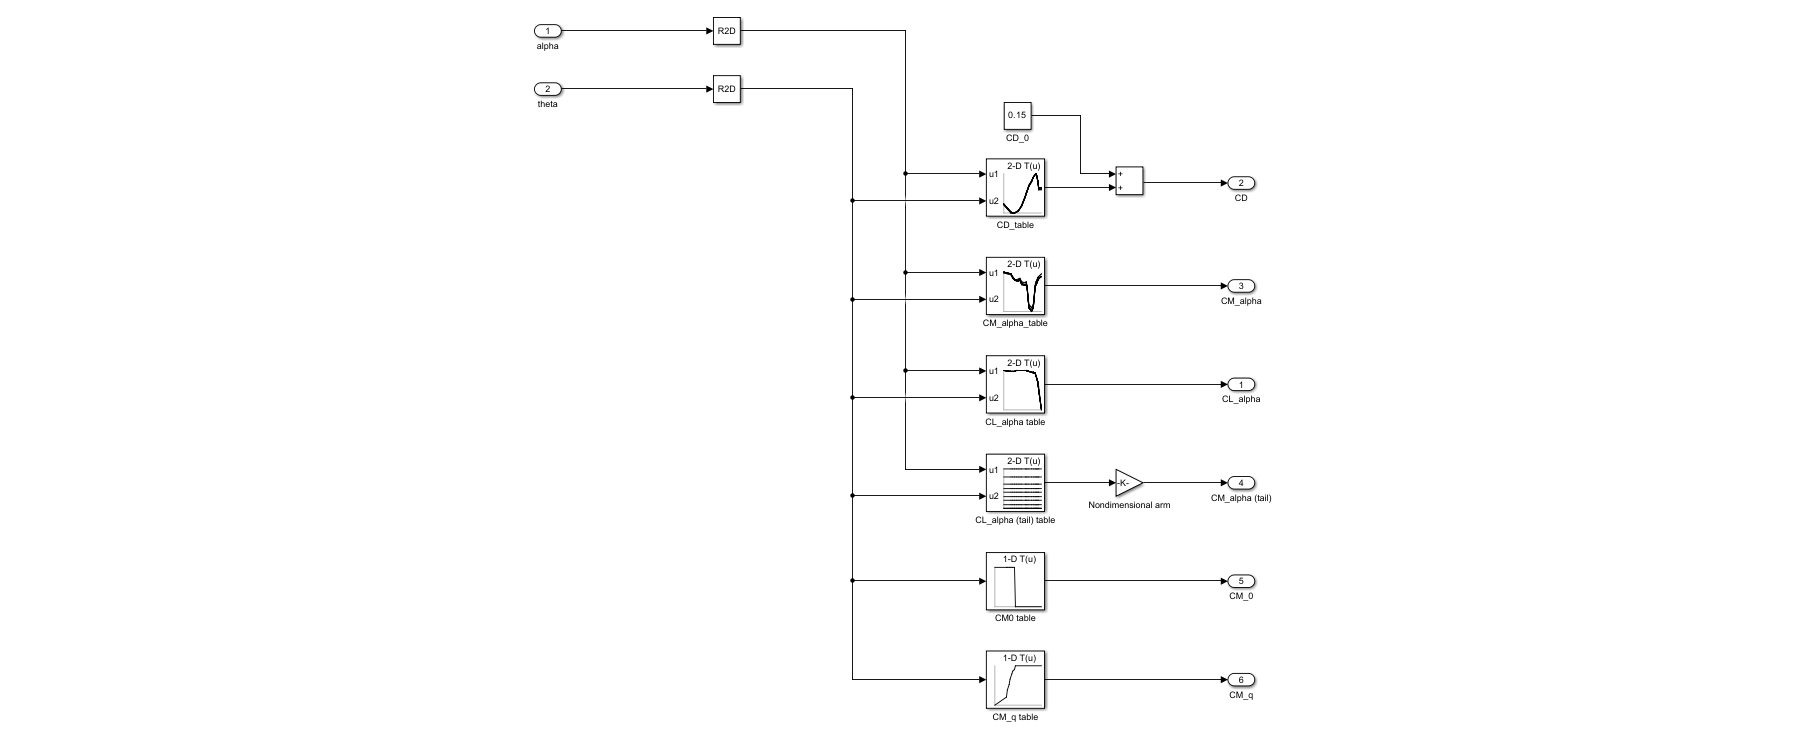 1
R2D
alpha
2
R2D
theta
0.15
CD_0
2-D T(u)
u1
u2
CD_table
+
+
2
CD
2-D T(u)
u1
u2
CM_alpha_table
3
CM_alpha
2-D T(u)
u1
u2
CL_alpha table
1
CL_alpha
2-D T(u)
u1
u2
CL_alpha (tail) table
-K-
Nondimensional arm
4
CM_alpha (tail)
1-D T(u)
CM0 table
5
CM_0
1-D T(u)
CM_q table
6
CM_q